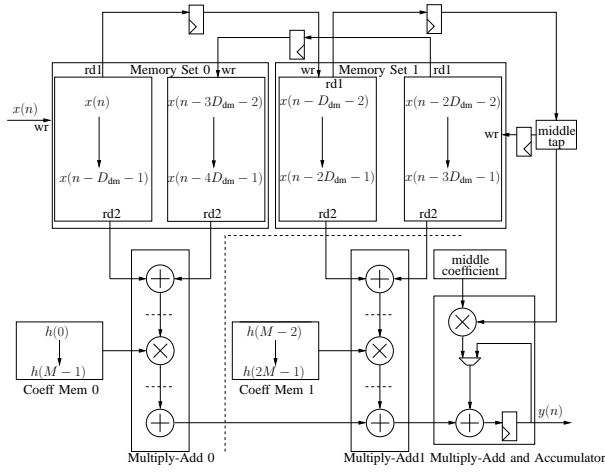 rd1
wr
rd1
Memory Set 0
wr
Memory Set 1
rd1
x(n)
wr
x(n)
x(n − 3D_dm − 2)
x(n − D_dm − 2)
x(n − 2D_dm − 2)
wr
middle
tap
x(n − D_dm − 1)
x(n − 4D_dm − 1)
x(n − 2D_dm − 1)
x(n − 3D_dm − 1)
rd2
rd2
rd2
rd2
middle
coefficient
h(0)
h(M − 1)
Coeff Mem 0
h(M − 2)
h(2M − 1)
Coeff Mem 1
y(n)
Multiply-Add 0
Multiply-Add1
Multiply-Add and Accumulator